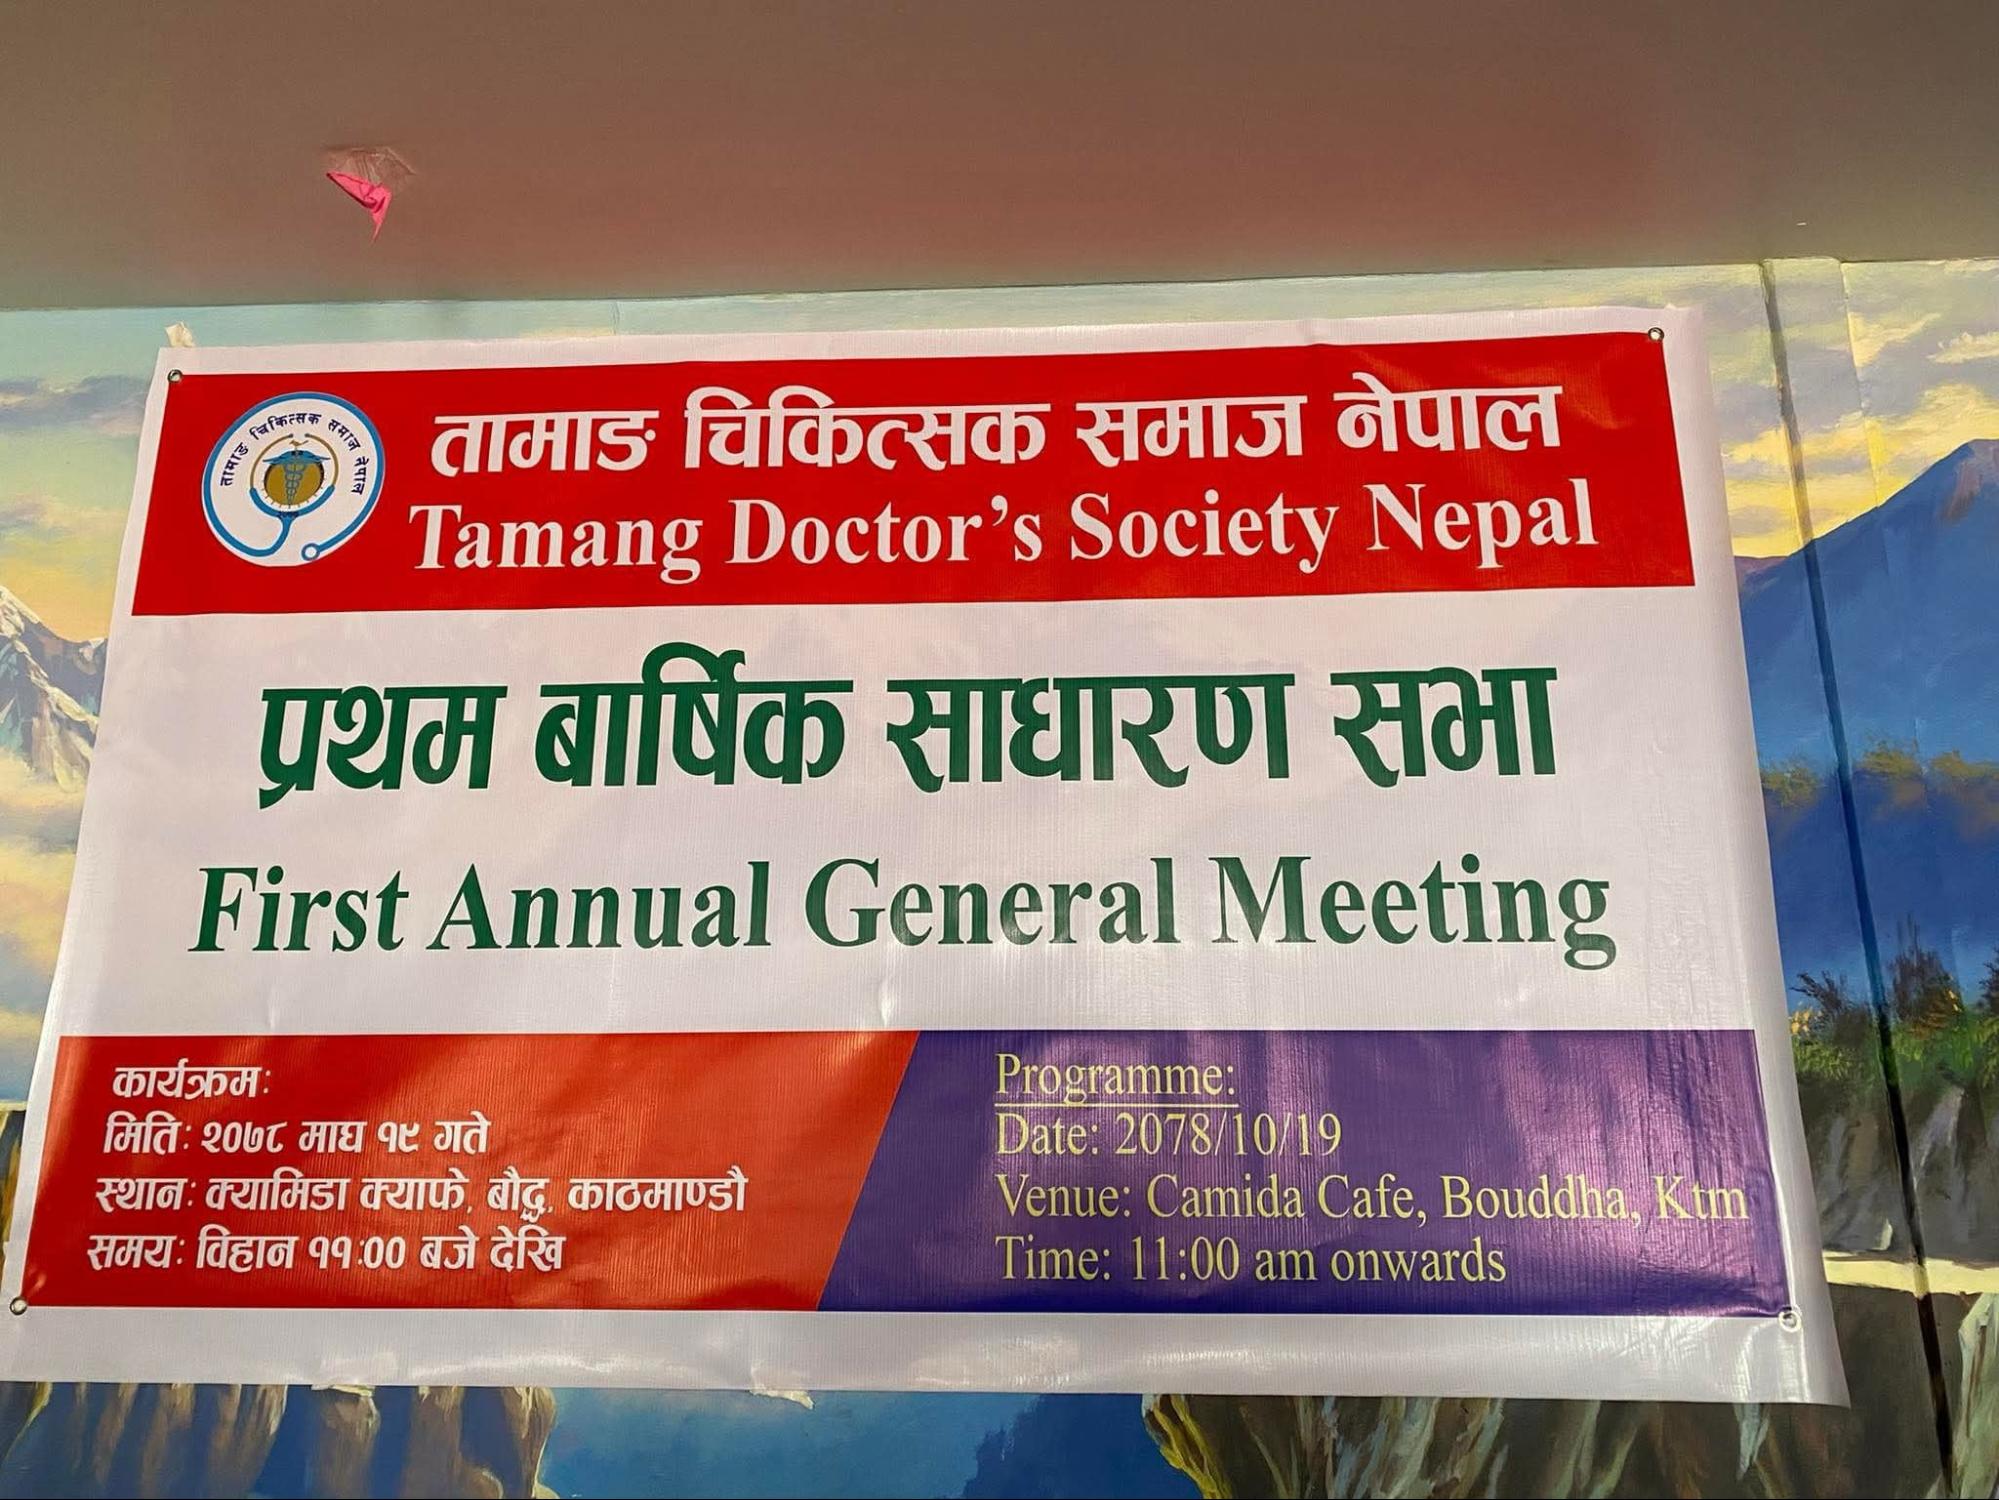 तामाङ चिकित्सक समाज नेपाल
तामाङ चिकित्सक समाज नेपाल
Tamang Doctor's Society Nepal
प्रथम बार्षिक साधारण सभा
First Annual General Meeting
कार्यक्रमः
मितिः २०७८ माघ १९ गते
स्थानः क्यामिडा क्याफे, बौद्ध, काठमाण्डौ
समयः विहान ११:०० बजे देखि
Programme:
Date: 2078/10/19
Venue: Camida Cafe, Bouddha, Ktm
Time: 11:00 am onwards